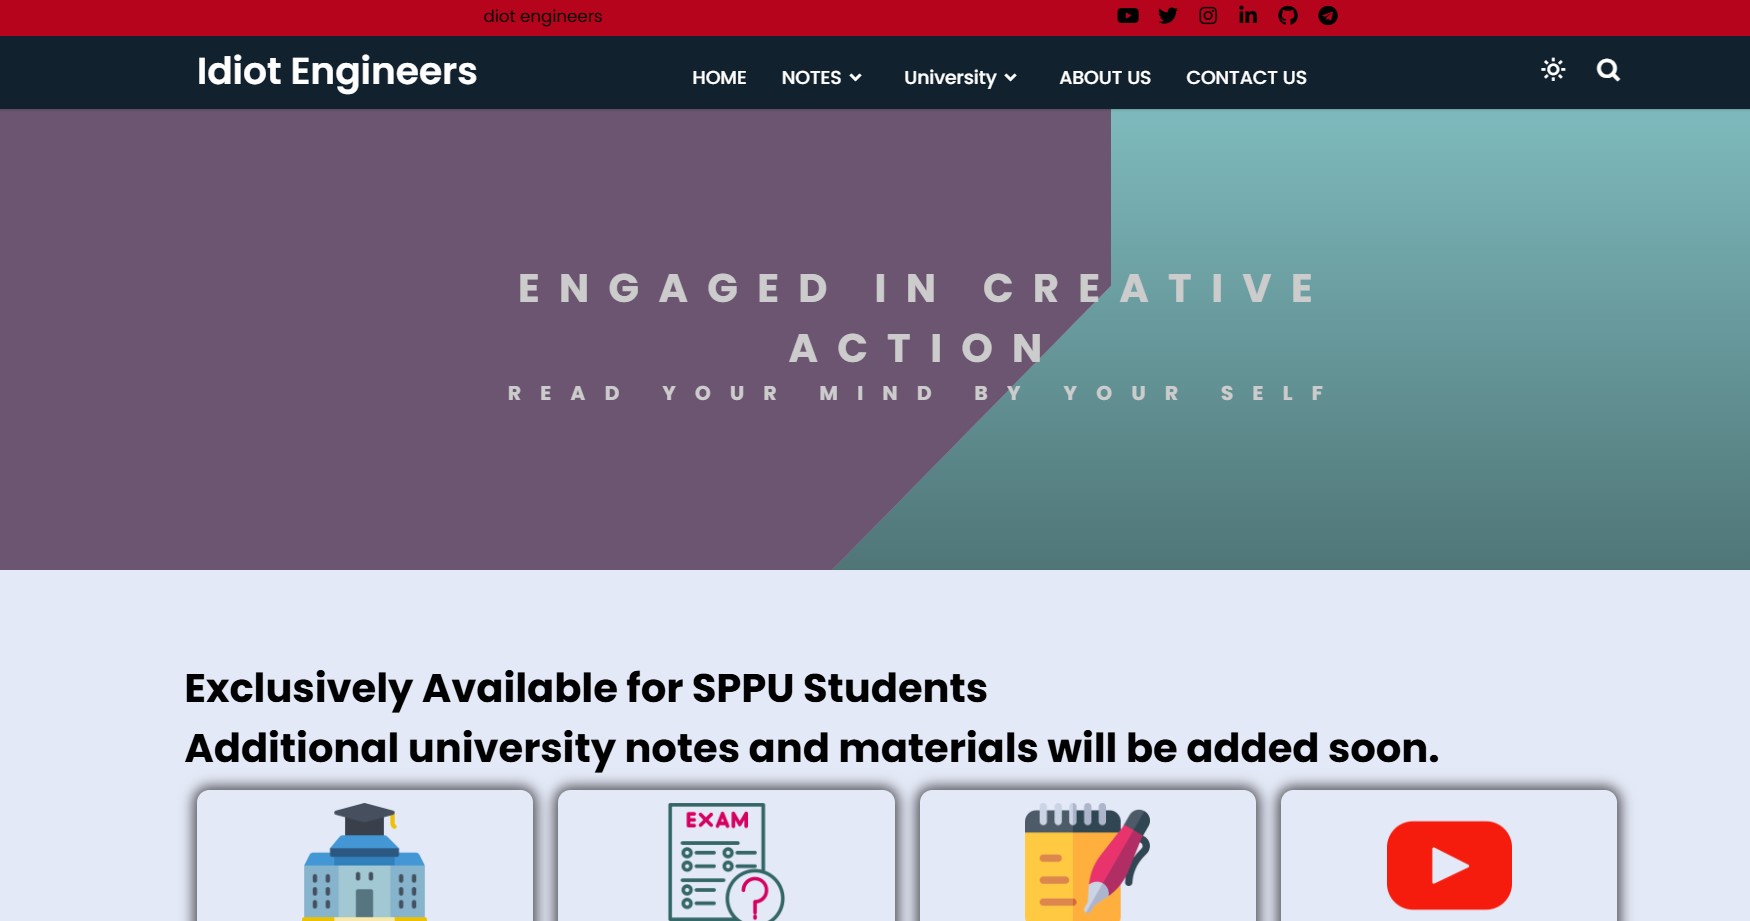 diot engineers
Idiot Engineers
HOME NOTES University ABOUT US CONTACT US
ENGAGED IN CREATIVE
ACTION
READ YOUR MIND BY YOUR SELF
Exclusively Available for SPPU Students
Additional university notes and materials will be added soon.
EXAM
?